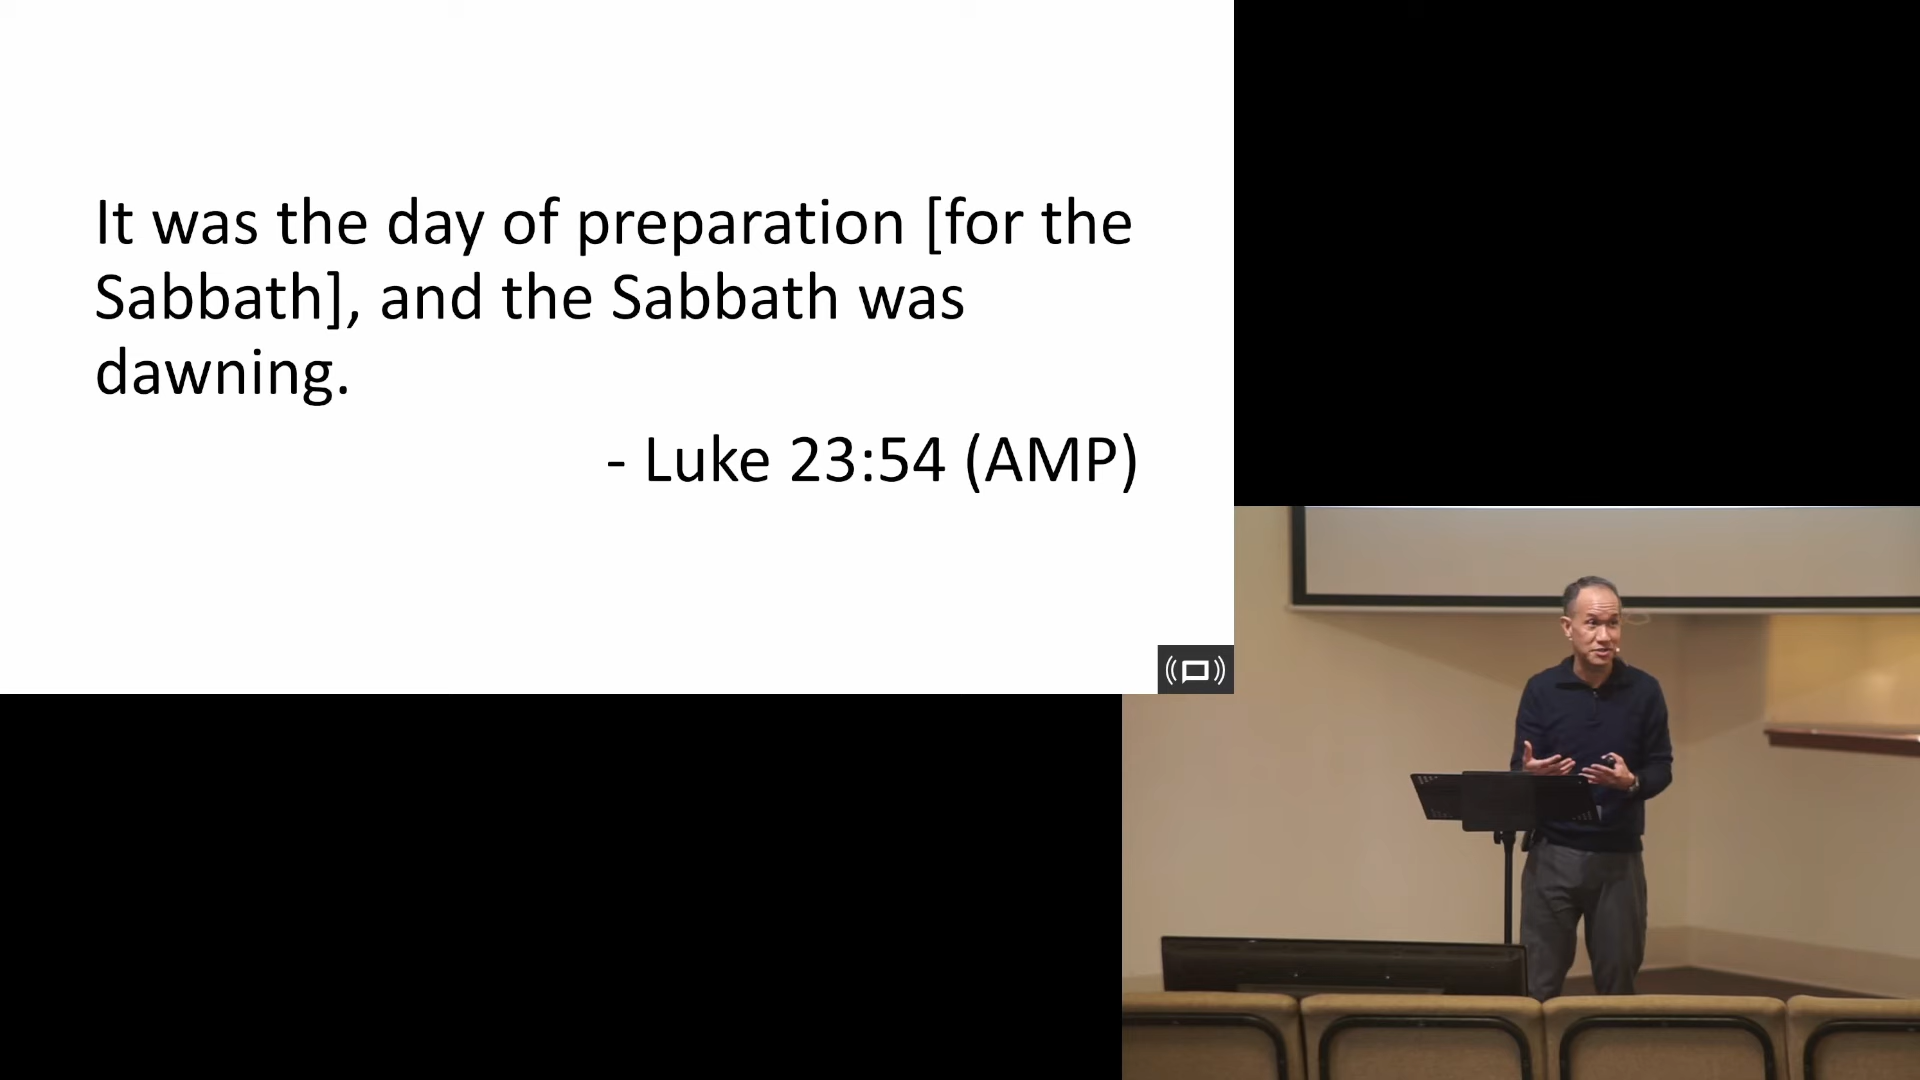 It was the day of preparation [for the
Sabbath], and the Sabbath was
dawning.
- Luke 23:54 (AMP)